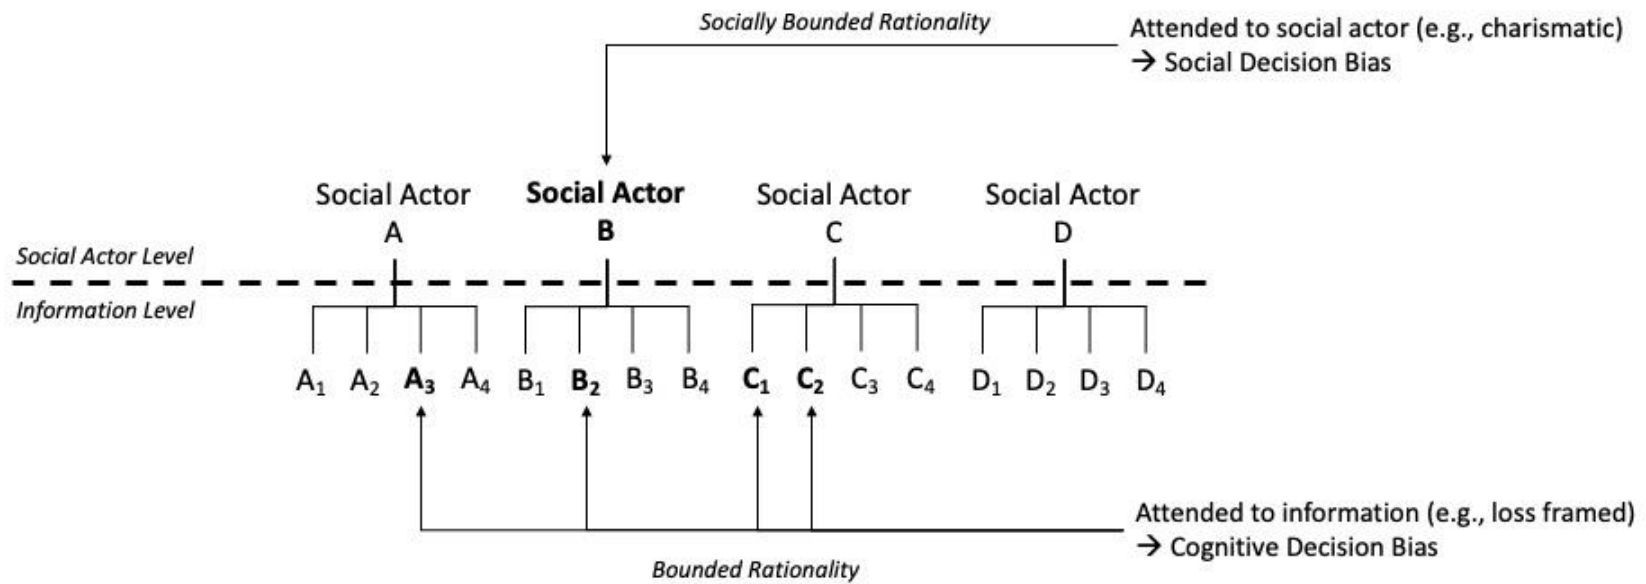 Socially Bounded Rationality
Attended to social actor (e.g., charismatic)
→ Social Decision Bias
Social Actor
A
Social Actor
B
Social Actor
C
Social Actor
D
Social Actor Level
Information Level
A₁ A₂ A₃ A₄ B₁ B₂ B₃ B₄ C₁ C₂ C₃ C₄ D₁ D₂ D₃ D₄
Attended to information (e.g., loss framed)
→ Cognitive Decision Bias
Bounded Rationality